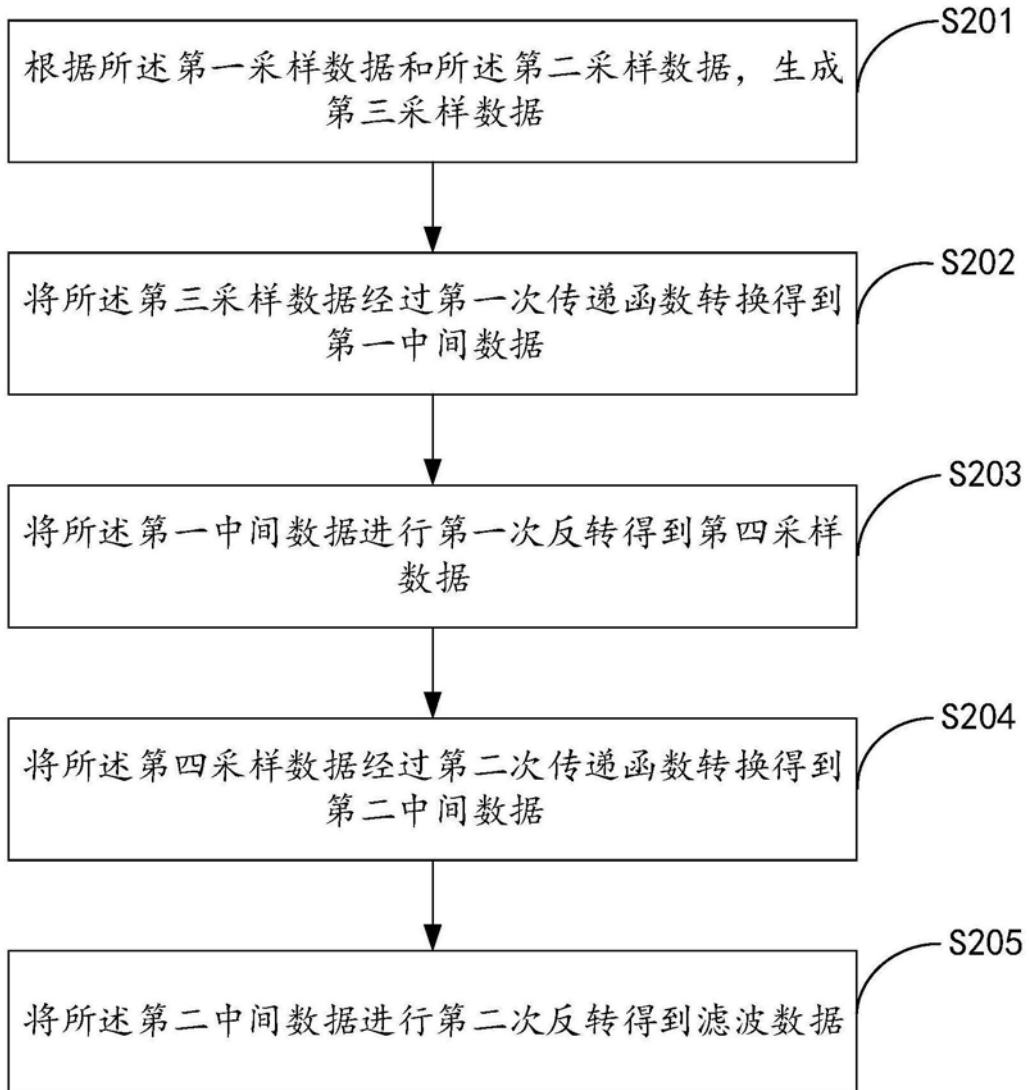 S201
根据所述第一采样数据和所述第二采样数据，生成
第三采样数据
S202
将所述第三采样数据经过第一次传递函数转换得到
第一中间数据
S203
将所述第一中间数据进行第一次反转得到第四采样
数据
S204
将所述第四采样数据经过第二次传递函数转换得到
第二中间数据
S205
将所述第二中间数据进行第二次反转得到滤波数据